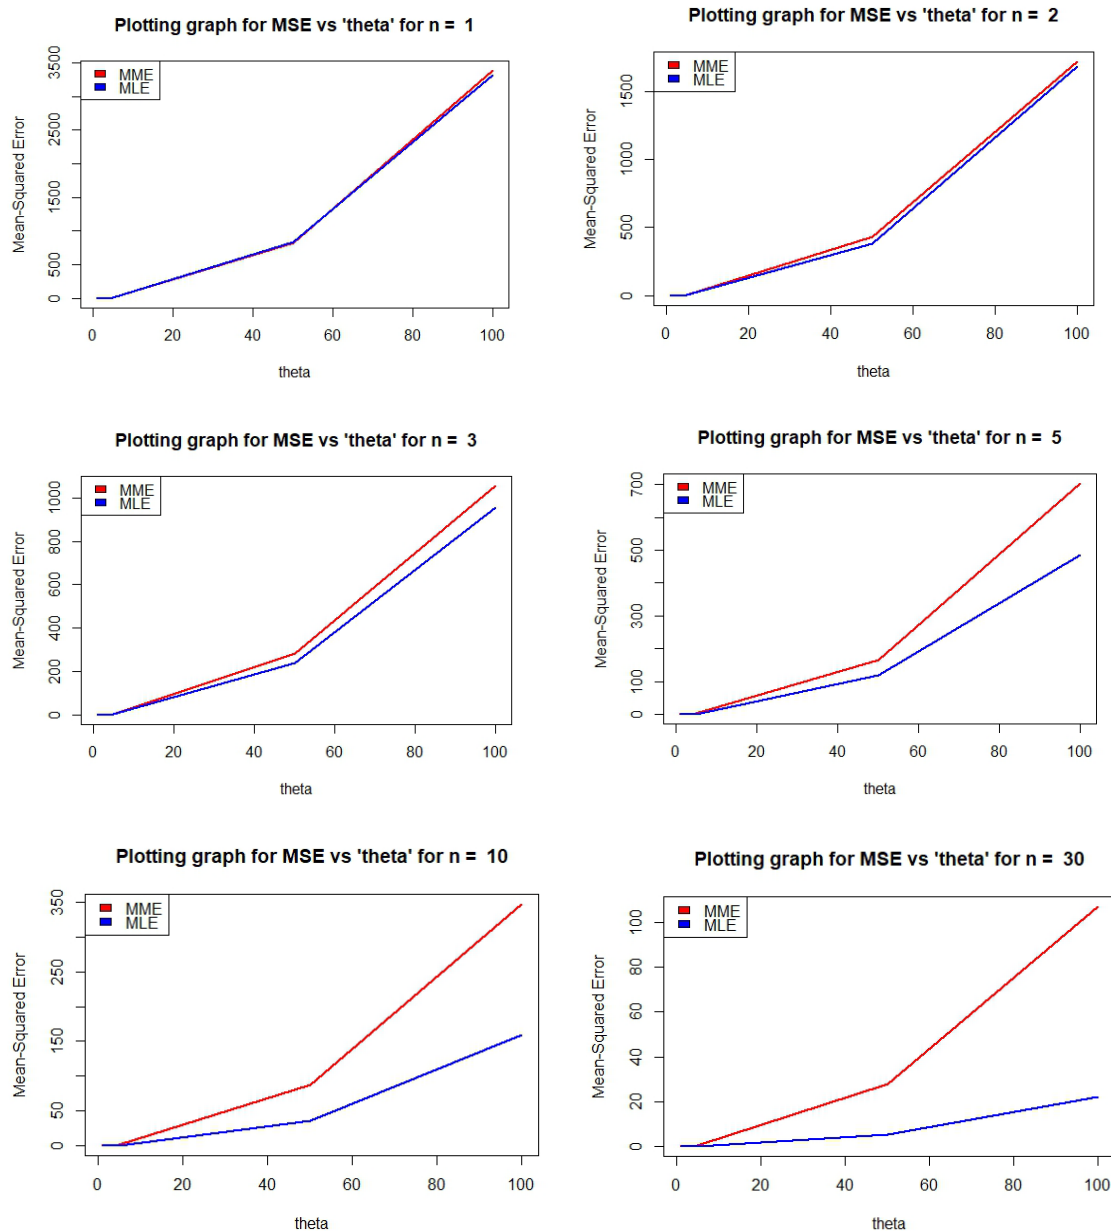 Plotting graph for MSE vs 'theta' for n =  1
MME
MLE
Mean-Squared Error
0
500
1500
2500
3500
0 20 40 60 80 100
theta
Plotting graph for MSE vs 'theta' for n =  2
MME
MLE
Mean-Squared Error
0
500
1000
1500
0 20 40 60 80 100
theta
Plotting graph for MSE vs 'theta' for n =  3
MME
MLE
Mean-Squared Error
0
200
400
600
800
1000
0 20 40 60 80 100
theta
Plotting graph for MSE vs 'theta' for n =  5
MME
MLE
Mean-Squared Error
0
100
300
500
700
0 20 40 60 80 100
theta
Plotting graph for MSE vs 'theta' for n =  10
MME
MLE
Mean-Squared Error
0
50
150
250
350
0 20 40 60 80 100
theta
Plotting graph for MSE vs 'theta' for n =  30
MME
MLE
Mean-Squared Error
0
20
40
60
80
100
0 20 40 60 80 100
theta